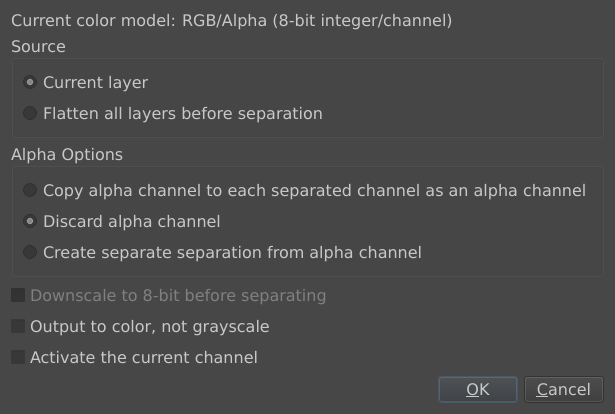 Current color model: RGB/Alpha (8-bit integer/channel)
Source
Current layer
Flatten all layers before separation
Alpha Options
Copy alpha channel to each separated channel as an alpha channel
Discard alpha channel
Create separate separation from alpha channel
Downscale to 8-bit before separating
Output to color, not grayscale
Activate the current channel
OK Cancel